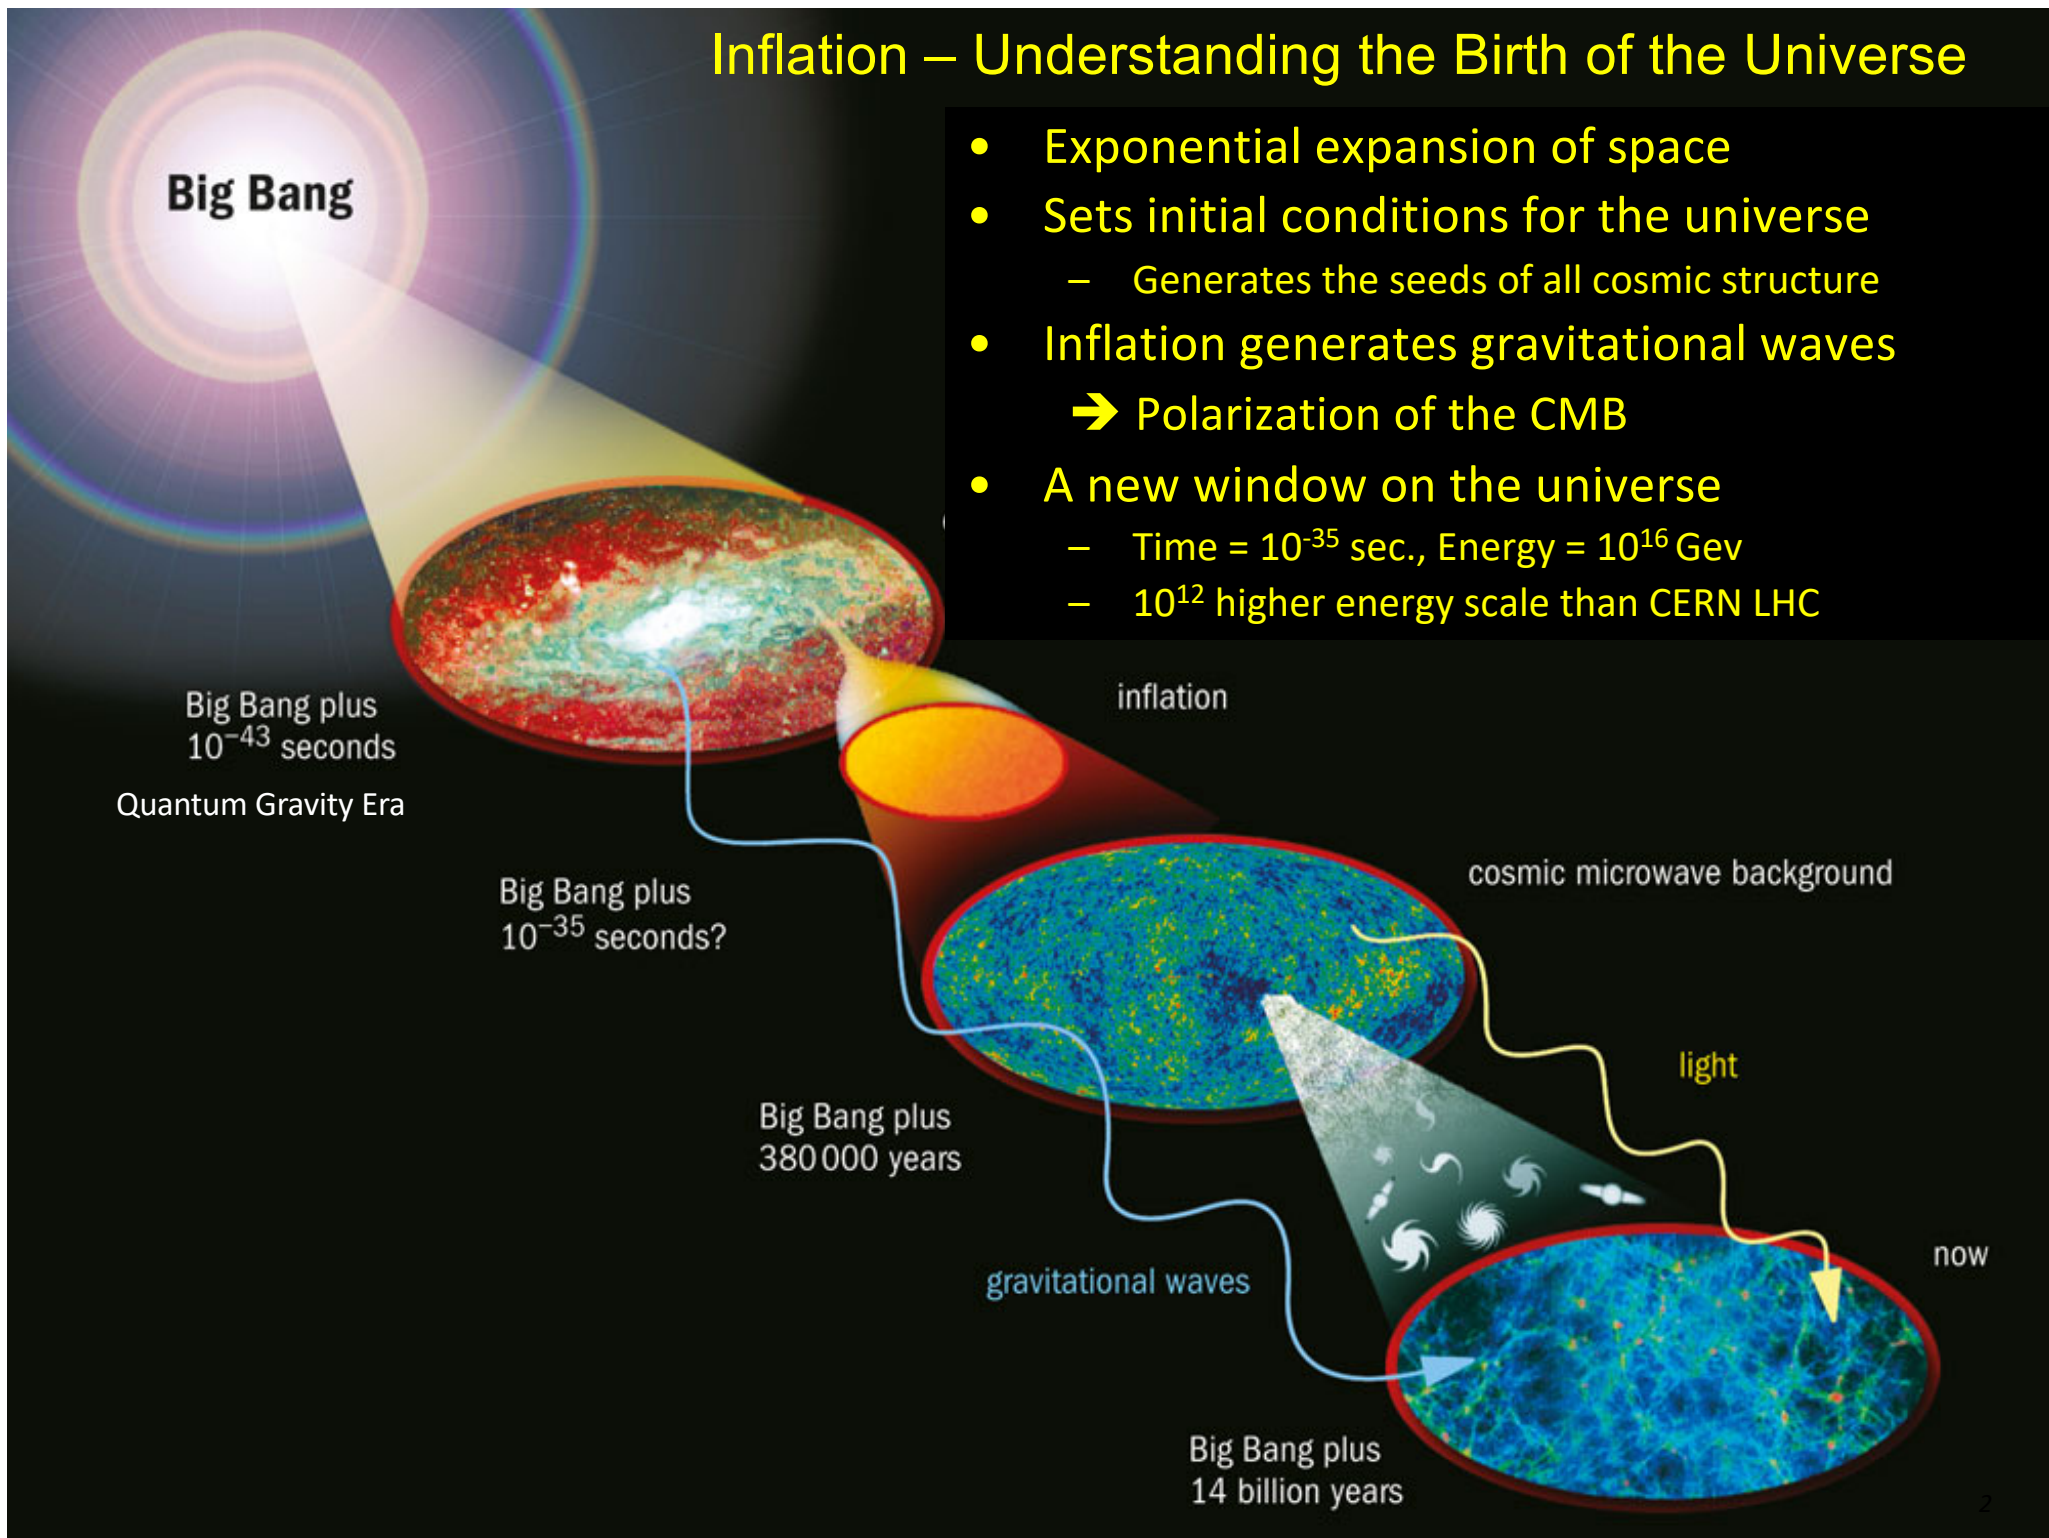 Inflation – Understanding the Birth of the Universe
Big Bang
• Exponential expansion of space
• Sets initial conditions for the universe
– Generates the seeds of all cosmic structure
• Inflation generates gravitational waves
➔ Polarization of the CMB
• A new window on the universe
– Time = 10⁻³⁵ sec., Energy = 10¹⁶ Gev
– 10¹² higher energy scale than CERN LHC
inflation
Big Bang plus
10⁻⁴³ seconds
Quantum Gravity Era
cosmic microwave background
Big Bang plus
10⁻³⁵ seconds?
light
Big Bang plus
380 000 years
now
gravitational waves
Big Bang plus
14 billion years
2